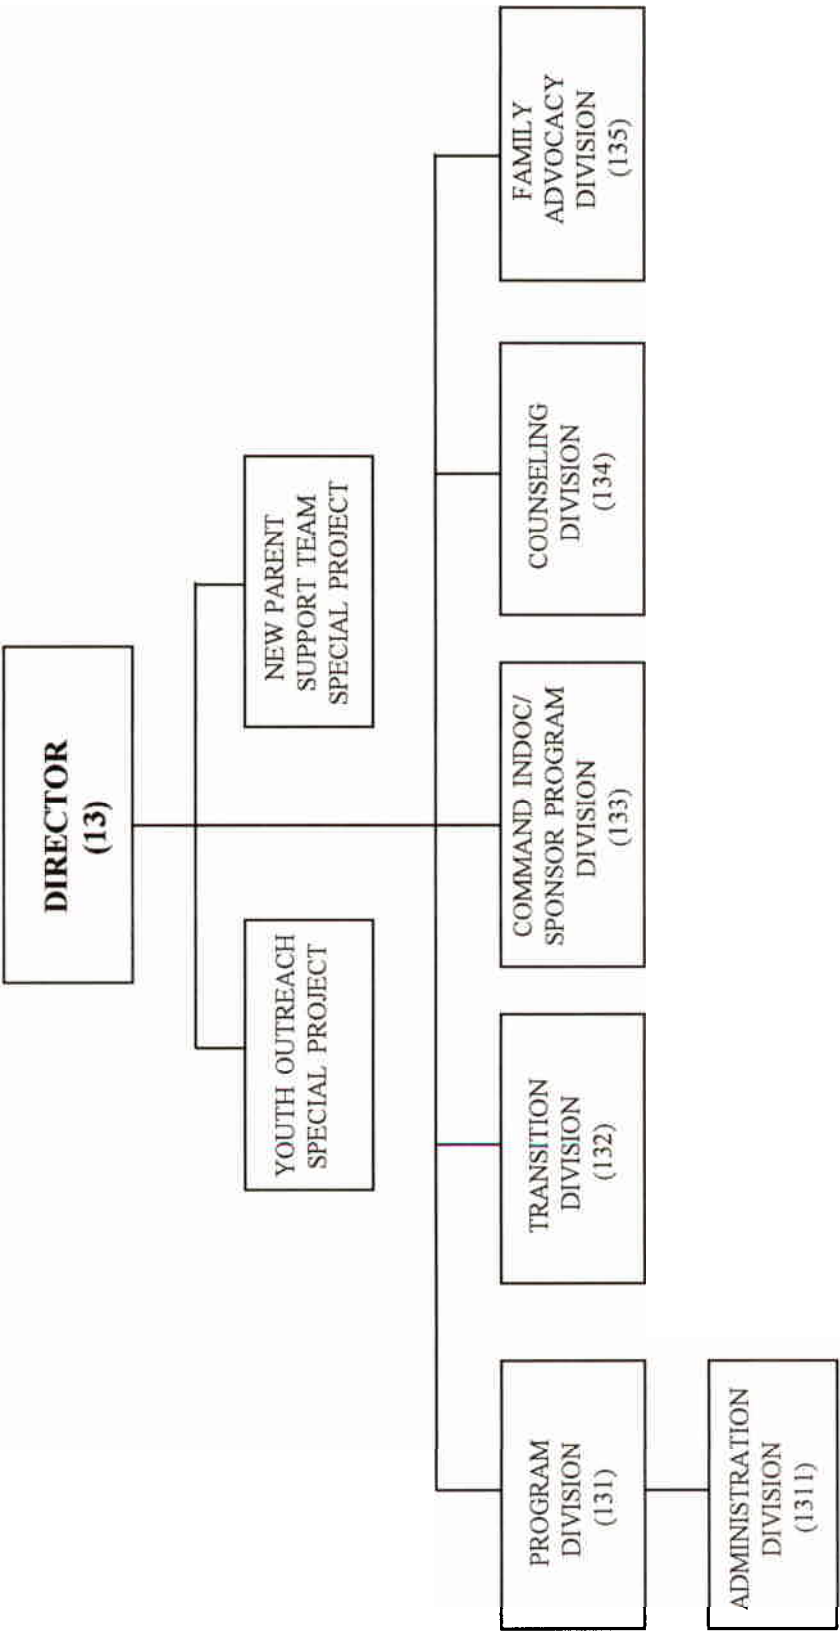 DIRECTOR
(13)
YOUTH OUTREACH
SPECIAL PROJECT
NEW PARENT
SUPPORT TEAM
SPECIAL PROJECT
PROGRAM
DIVISION
(131)
TRANSITION
DIVISION
(132)
COMMAND INDOC/
SPONSOR PROGRAM
DIVISION
(133)
COUNSELING
DIVISION
(134)
FAMILY
ADVOCACY
DIVISION
(135)
ADMINISTRATION
DIVISION
(1311)